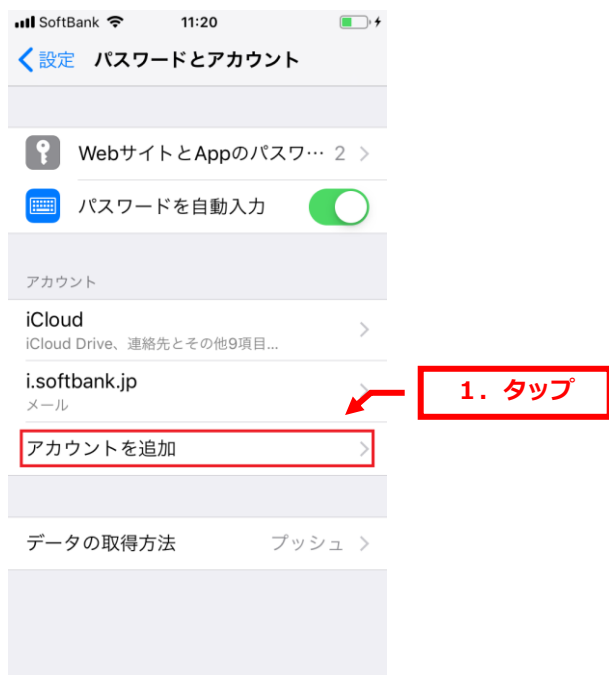 SoftBank 11:20
設定 パスワードとアカウント
WebサイトとAppのパスワ… 2
パスワードを自動入力
アカウント
iCloud
iCloud Drive、連絡先とその他9項目...
i.softbank.jp
メール
1．タップ
アカウントを追加
データの取得方法 プッシュ